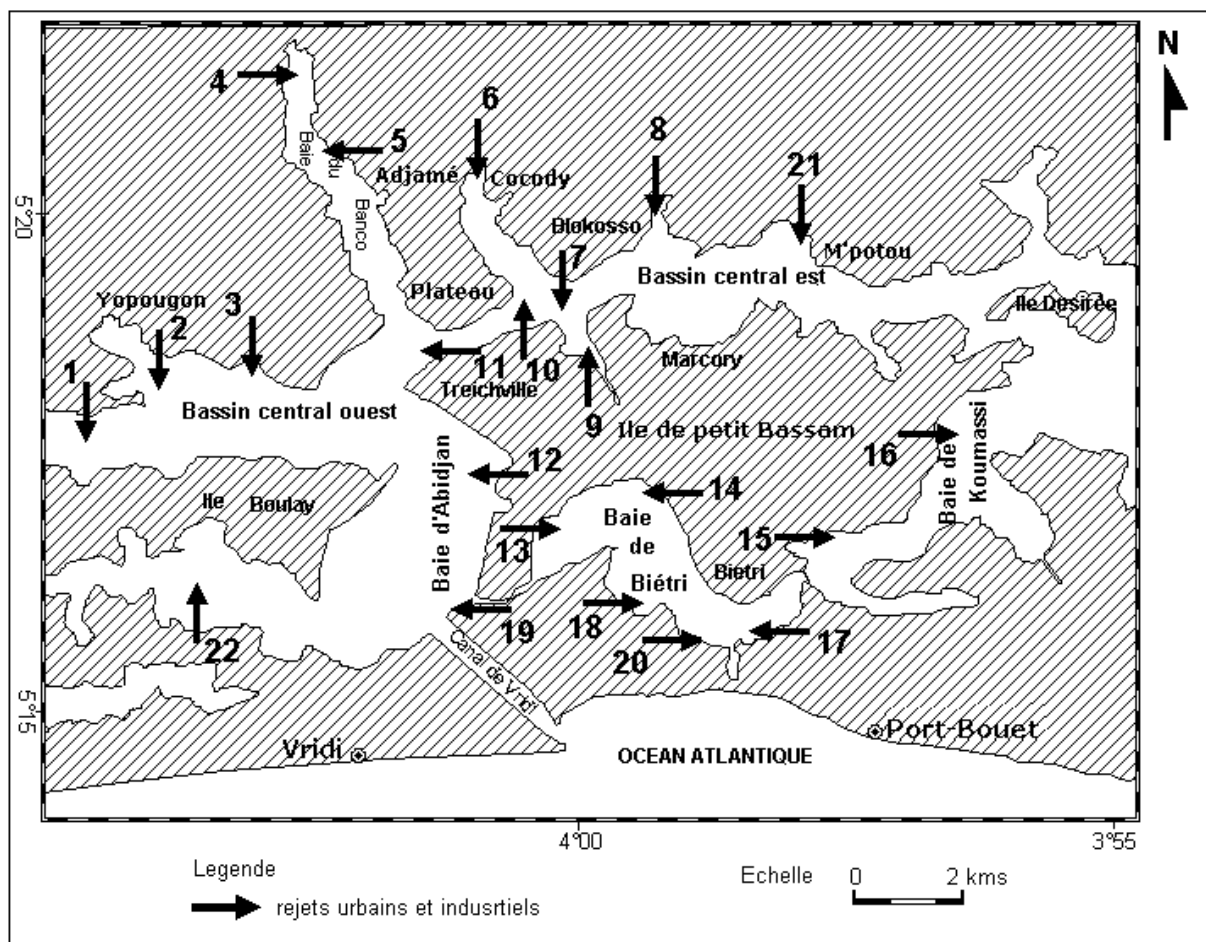 N
4
6
5
8
21
Baie du Banco
Adjamé
Cocody
5°20
Blokosso
7
M'potou
Bassin central est
Plateau
Yopougon
3
2
Ile Desirée
1
11
10
Marcory
Treichville
9
Bassin central ouest
Ile de petit Bassam
16
Baie de Koumassi
12
14
Ile Boulay
Baie d'Abidjan
13
Baie de Biétri
15
Bietri
19
18
17
22
20
Canal de Vridi
5°15
Vridi
Port-Bouet
OCEAN ATLANTIQUE
4°00
3°55
Legende
rejets urbains et indusrtiels
Echelle 0 2 kms